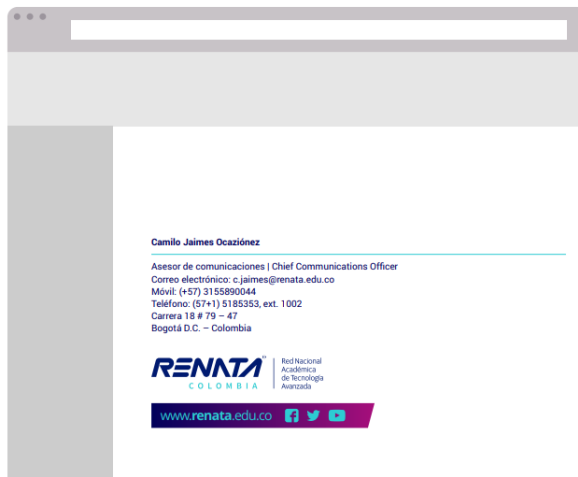 Camilo Jaimes Ocaziónez
Asesor de comunicaciones | Chief Communications Officer
Correo electrónico: c.jaimes@renata.edu.co
Móvil: (+57) 3155890044
Teléfono: (57+1) 5185353, ext. 1002
Carrera 18 # 79 – 47
Bogotá D.C. – Colombia
RENATA
COLOMBIA
Red Nacional
Académica
de Tecnología
Avanzada
www.renata.edu.co